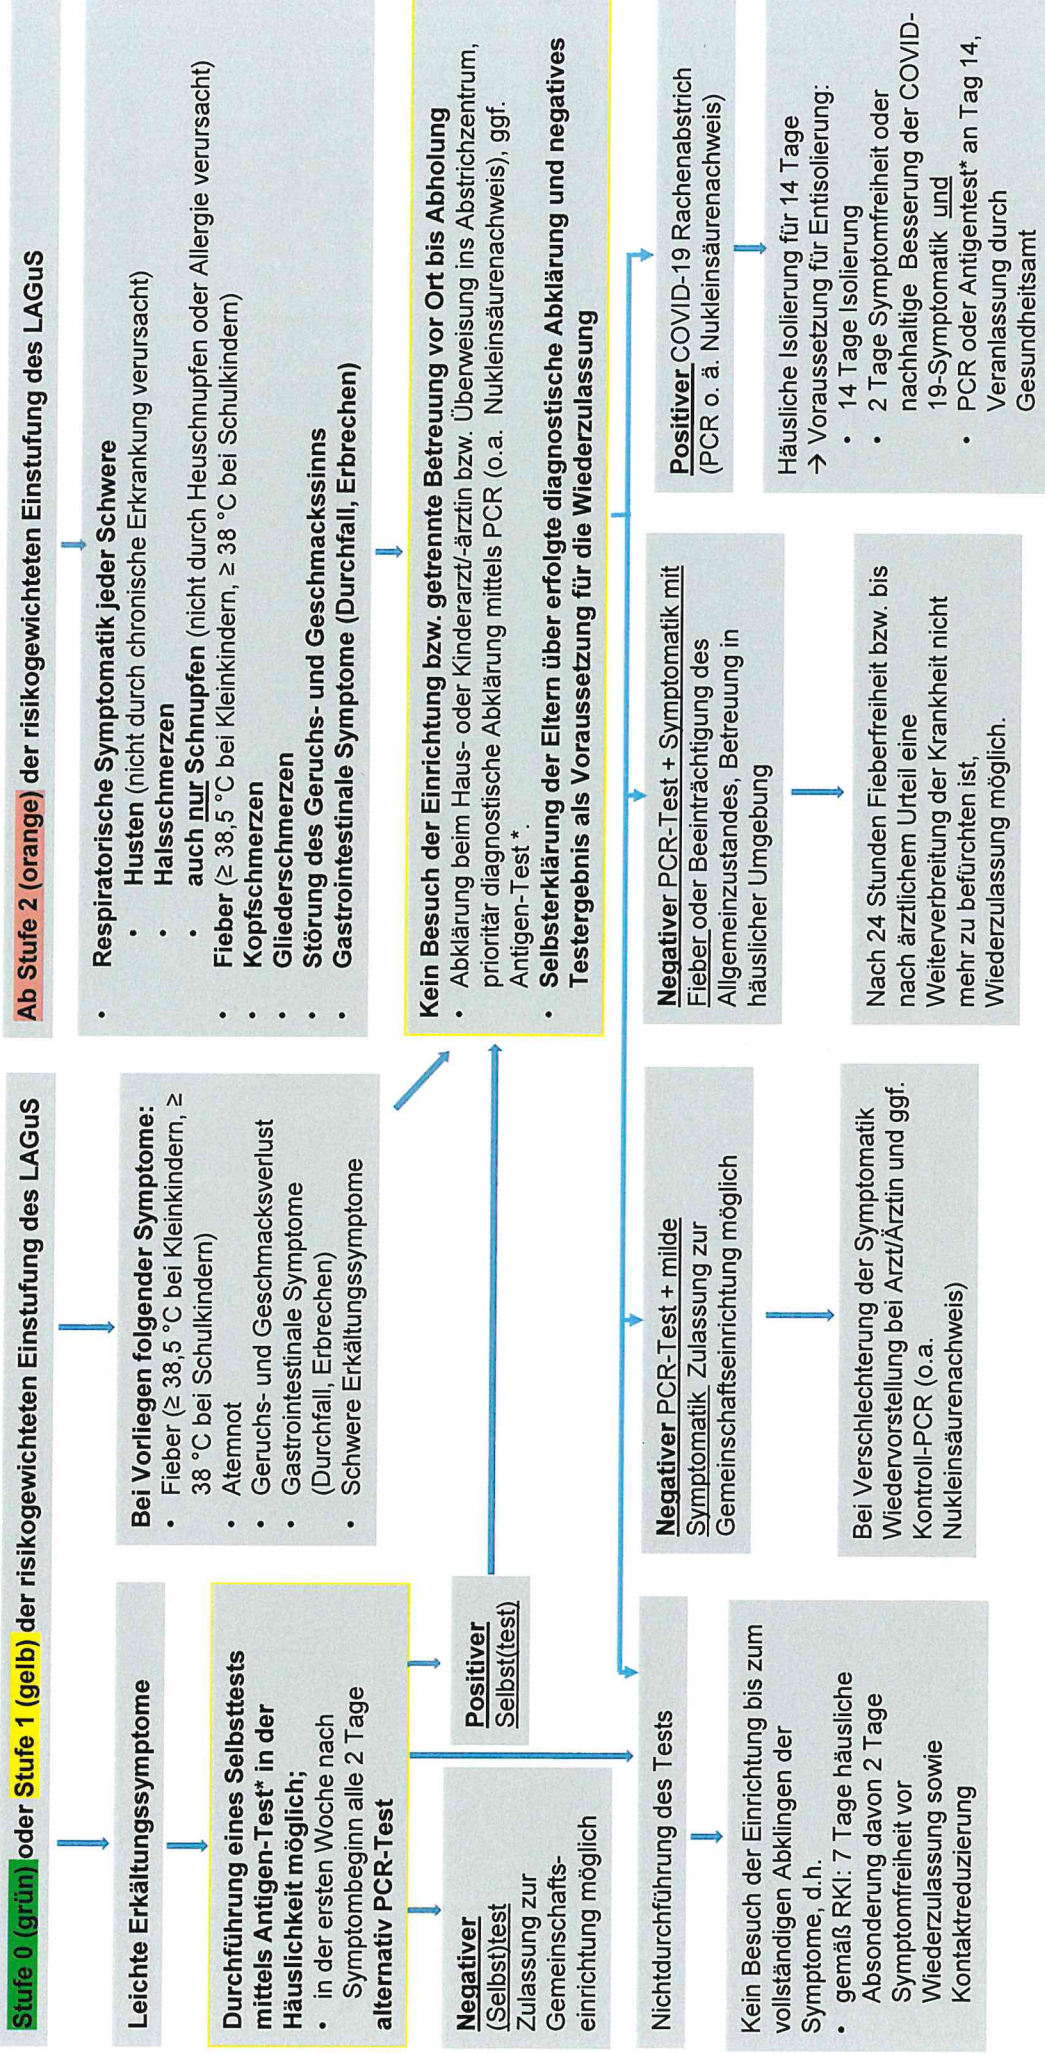 Stufe 0 (grün) oder Stufe 1 (gelb) der risikogewichteten Einstufung des LAGuS
Leichte Erkältungssymptome
Durchführung eines Selbsttests
mittels Antigen-Test* in der
Häuslichkeit möglich;
• in der ersten Woche nach
Symptombeginn alle 2 Tage
alternativ PCR-Test
Negativer
(Selbst)test
Zulassung zur
Gemeinschafts-
einrichtung möglich
Positiver
Selbst(test)
Nichtdurchführung des Tests
Kein Besuch der Einrichtung bis zum
vollständigen Abklingen der
Symptome, d.h.
• gemäß RKI: 7 Tage häusliche
Absonderung davon 2 Tage
Symptomfreiheit vor
Wiederzulassung sowie
Kontaktreduzierung
Bei Vorliegen folgender Symptome:
• Fieber (≥ 38,5 °C bei Kleinkindern, ≥
38 °C bei Schulkindern)
• Atemnot
• Geruchs- und Geschmacksverlust
• Gastrointestinale Symptome
(Durchfall, Erbrechen)
• Schwere Erkältungssymptome
Ab Stufe 2 (orange) der risikogewichteten Einstufung des LAGuS
• Respiratorische Symptomatik jeder Schwere
• Husten (nicht durch chronische Erkrankung verursacht)
• Halsschmerzen
• auch nur Schnupfen (nicht durch Heuschnupfen oder Allergie verursacht)
• Fieber (≥ 38,5 °C bei Kleinkindern, ≥ 38 °C bei Schulkindern)
• Kopfschmerzen
• Gliederschmerzen
• Störung des Geruchs- und Geschmackssinns
• Gastrointestinale Symptome (Durchfall, Erbrechen)
Kein Besuch der Einrichtung bzw. getrennte Betreuung vor Ort bis Abholung
• Abklärung beim Haus- oder Kinderarzt/-ärztin bzw. Überweisung ins Abstrichzentrum,
prioritär diagnostische Abklärung mittels PCR (o.a. Nukleinsäurenachweis), ggf.
Antigen-Test *.
• Selbsterklärung der Eltern über erfolgte diagnostische Abklärung und negatives
Testergebnis als Voraussetzung für die Wiederzulassung
Negativer PCR-Test + milde
Symptomatik Zulassung zur
Gemeinschaftseinrichtung möglich
Bei Verschlechterung der Symptomatik
Wiedervorstellung bei Arzt/Ärztin und ggf.
Kontroll-PCR (o.a.
Nukleinsäurenachweis)
Negativer PCR-Test + Symptomatik mit
Fieber oder Beeinträchtigung des
Allgemeinzustandes, Betreuung in
häuslicher Umgebung
Nach 24 Stunden Fieberfreiheit bzw. bis
nach ärztlichem Urteil eine
Weiterverbreitung der Krankheit nicht
mehr zu befürchten ist,
Wiederzulassung möglich.
Positiver COVID-19 Rachenabstrich
(PCR o. ä. Nukleinsäurenachweis)
Häusliche Isolierung für 14 Tage
→ Voraussetzung für Entisolierung:
• 14 Tage Isolierung
• 2 Tage Symptomfreiheit oder
nachhaltige Besserung der COVID-
19-Symptomatik und
• PCR oder Antigentest* an Tag 14,
Veranlassung durch
Gesundheitsamt